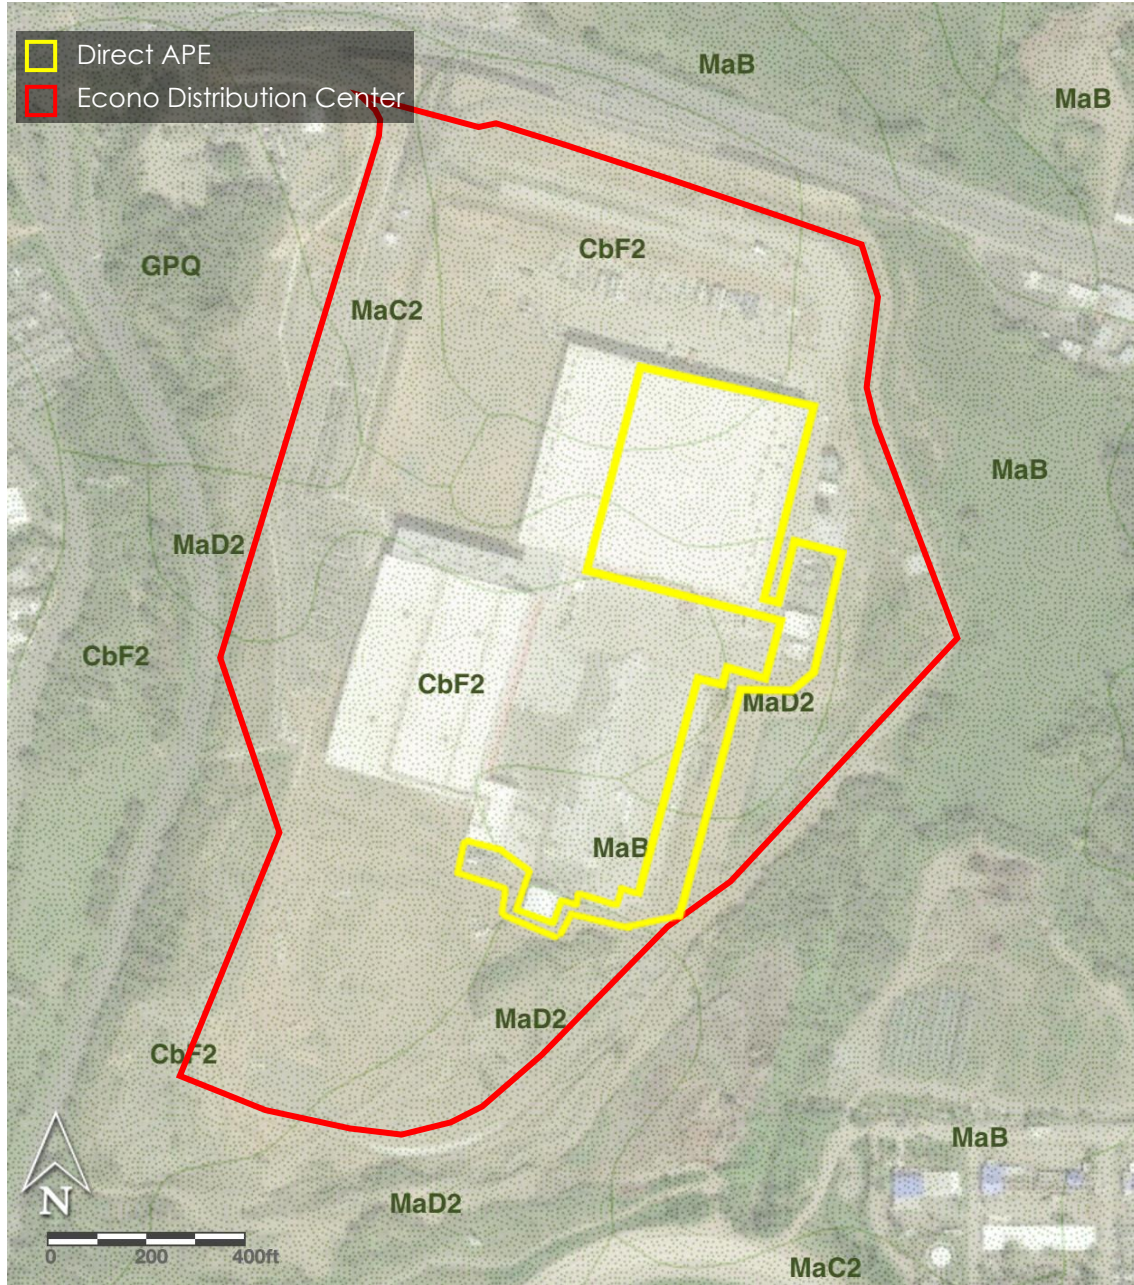 Direct APE
Econo Distribution Center
MaB
MaB
CbF2
GPQ
MaC2
MaB
MaD2
CbF2
CbF2
MaD2
MaB
MaD2
CbF2
MaB
MaD2
MaC2
N
0 200 400ft